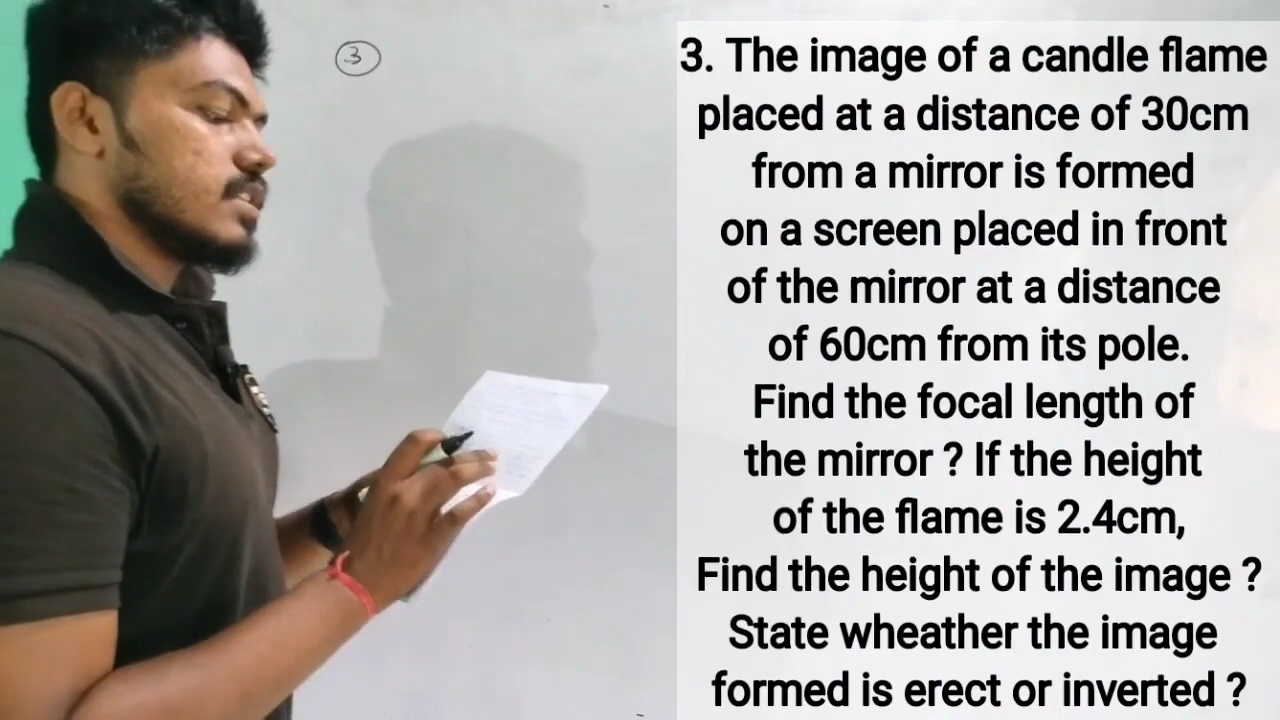 3
3. The image of a candle flame
placed at a distance of 30cm
from a mirror is formed
on a screen placed in front
of the mirror at a distance
of 60cm from its pole.
Find the focal length of
the mirror ? If the height
of the flame is 2.4cm,
Find the height of the image ?
State wheather the image
formed is erect or inverted ?